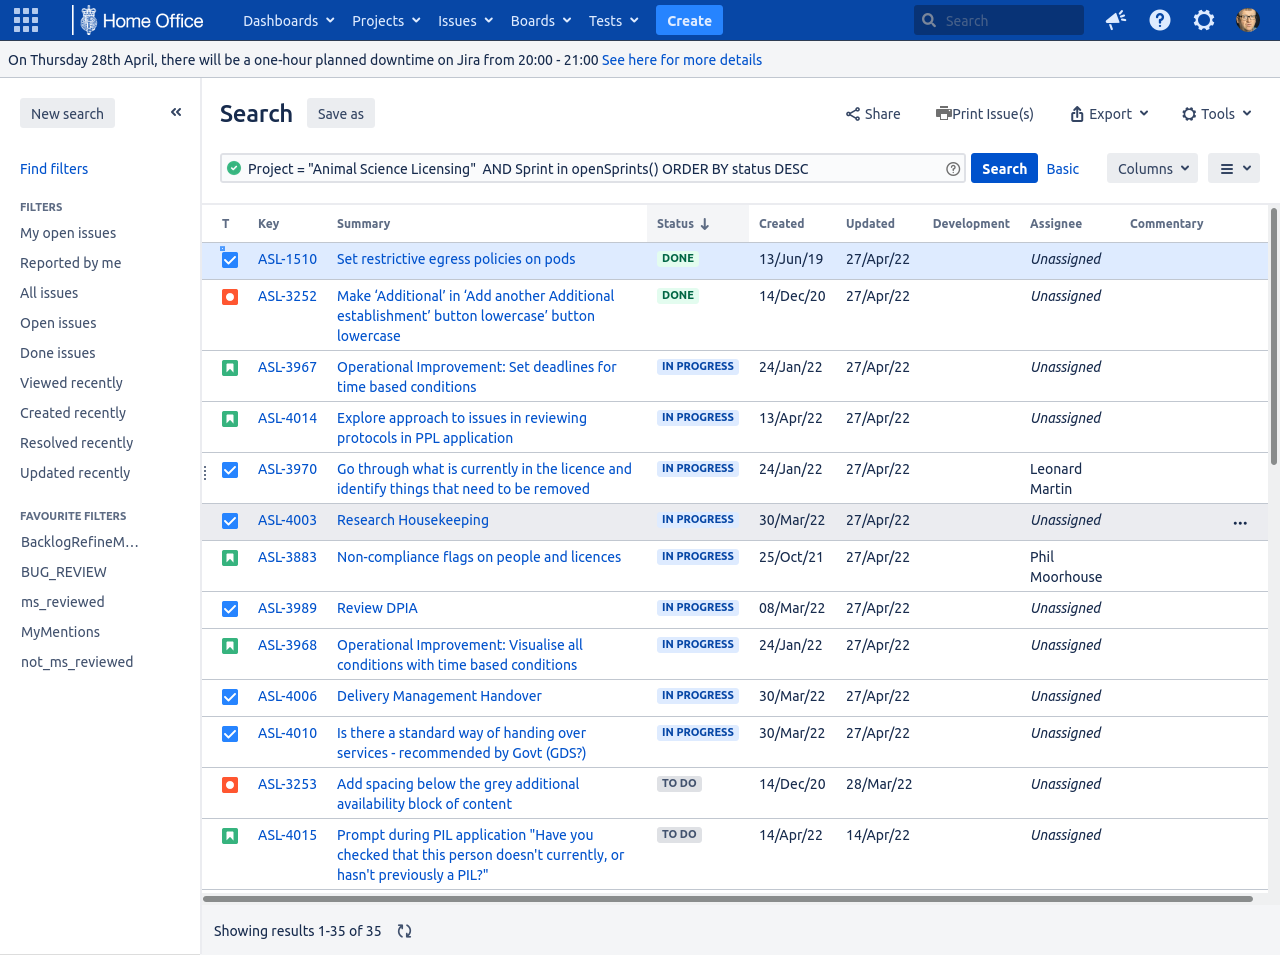 Home Office Dashboards Projects Issues Boards Tests Create Search
On Thursday 28th April, there will be a one-hour planned downtime on Jira from 20:00 - 21:00 See here for more details
New search
Find filters
FILTERS
My open issues
Reported by me
All issues
Open issues
Done issues
Viewed recently
Created recently
Resolved recently
Updated recently
FAVOURITE FILTERS
BacklogRefineM…
BUG_REVIEW
ms_reviewed
MyMentions
not_ms_reviewed
Search Save as Share Print Issue(s) Export Tools
Project = "Animal Science Licensing"  AND Sprint in openSprints() ORDER BY status DESC Search Basic Columns
T Key Summary Status Created Updated Development Assignee Commentary
ASL-1510 Set restrictive egress policies on pods DONE 13/Jun/19 27/Apr/22 Unassigned
ASL-3252 Make ‘Additional’ in ‘Add another Additional DONE 14/Dec/20 27/Apr/22 Unassigned
establishment’ button lowercase’ button
lowercase
ASL-3967 Operational Improvement: Set deadlines for IN PROGRESS 24/Jan/22 27/Apr/22 Unassigned
time based conditions
ASL-4014 Explore approach to issues in reviewing IN PROGRESS 13/Apr/22 27/Apr/22 Unassigned
protocols in PPL application
ASL-3970 Go through what is currently in the licence and IN PROGRESS 24/Jan/22 27/Apr/22 Leonard
identify things that need to be removed Martin
ASL-4003 Research Housekeeping IN PROGRESS 30/Mar/22 27/Apr/22 Unassigned
ASL-3883 Non-compliance flags on people and licences IN PROGRESS 25/Oct/21 27/Apr/22 Phil
Moorhouse
ASL-3989 Review DPIA IN PROGRESS 08/Mar/22 27/Apr/22 Unassigned
ASL-3968 Operational Improvement: Visualise all IN PROGRESS 24/Jan/22 27/Apr/22 Unassigned
conditions with time based conditions
ASL-4006 Delivery Management Handover IN PROGRESS 30/Mar/22 27/Apr/22 Unassigned
ASL-4010 Is there a standard way of handing over IN PROGRESS 30/Mar/22 27/Apr/22 Unassigned
services - recommended by Govt (GDS?)
ASL-3253 Add spacing below the grey additional TO DO 14/Dec/20 28/Mar/22 Unassigned
availability block of content
ASL-4015 Prompt during PIL application "Have you TO DO 14/Apr/22 14/Apr/22 Unassigned
checked that this person doesn't currently, or
hasn't previously a PIL?"
Showing results 1-35 of 35